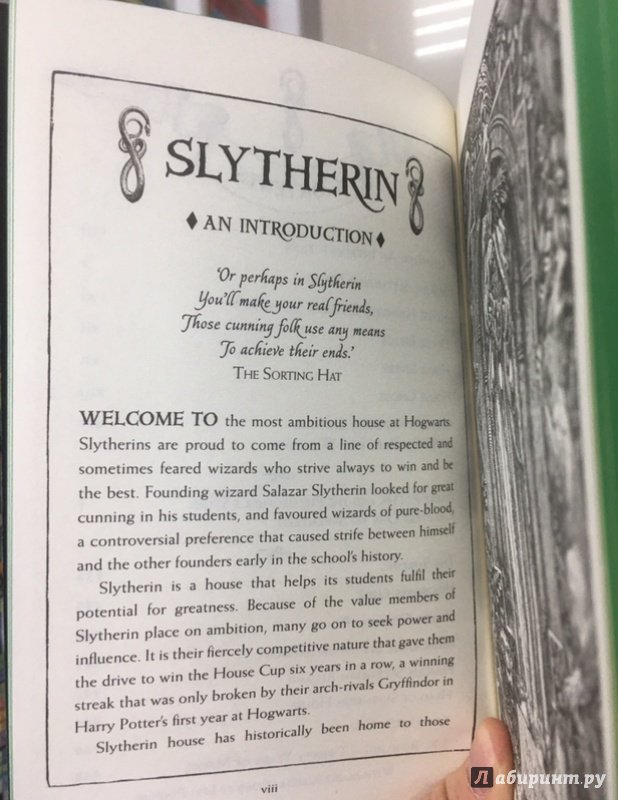 SLYTHERIN
♦ AN INTRODUCTION ♦
‘Or perhaps in Slytherin
You’ll make your real friends,
Those cunning folk use any means
To achieve their ends.’
THE SORTING HAT
WELCOME TO the most ambitious house at Hogwarts.
Slytherins are proud to come from a line of respected and
sometimes feared wizards who strive always to win and be
the best. Founding wizard Salazar Slytherin looked for great
cunning in his students, and favoured wizards of pure-blood,
a controversial preference that caused strife between himself
and the other founders early in the school’s history.
Slytherin is a house that helps its students fulfil their
potential for greatness. Because of the value members of
Slytherin place on ambition, many go on to seek power and
influence. It is their fiercely competitive nature that gave them
the drive to win the House Cup six years in a row, a winning
streak that was only broken by their arch-rivals Gryffindor in
Harry Potter’s first year at Hogwarts.
Slytherin house has historically been home to those
viii
Лабиринт.ру